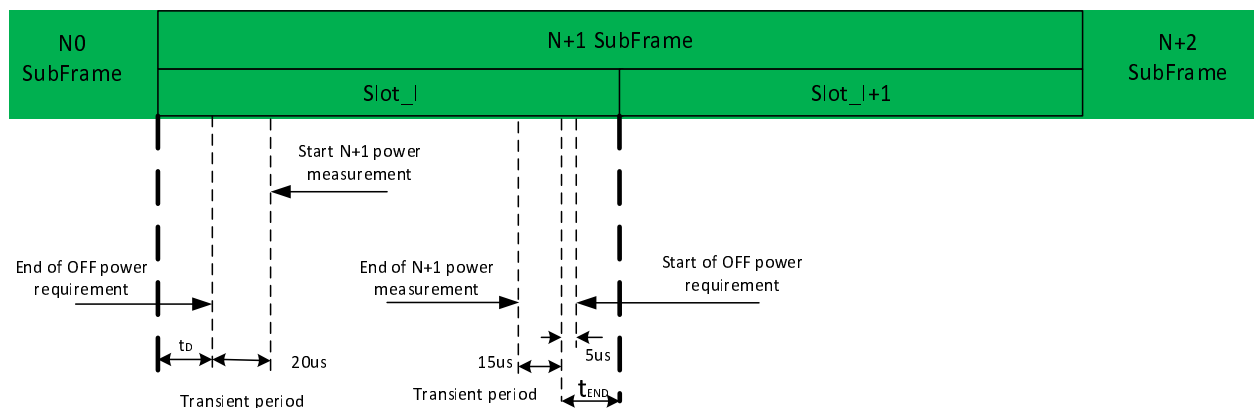 N0
SubFrame
N+1 SubFrame
N+2
SubFrame
Slot_I
Slot_I+1
Start N+1 power
measurement
End of OFF power
requirement
End of N+1 power
measurement
Start of OFF power
requirement
tD
20us
15us
5us
Transient period
Transient period
tEND